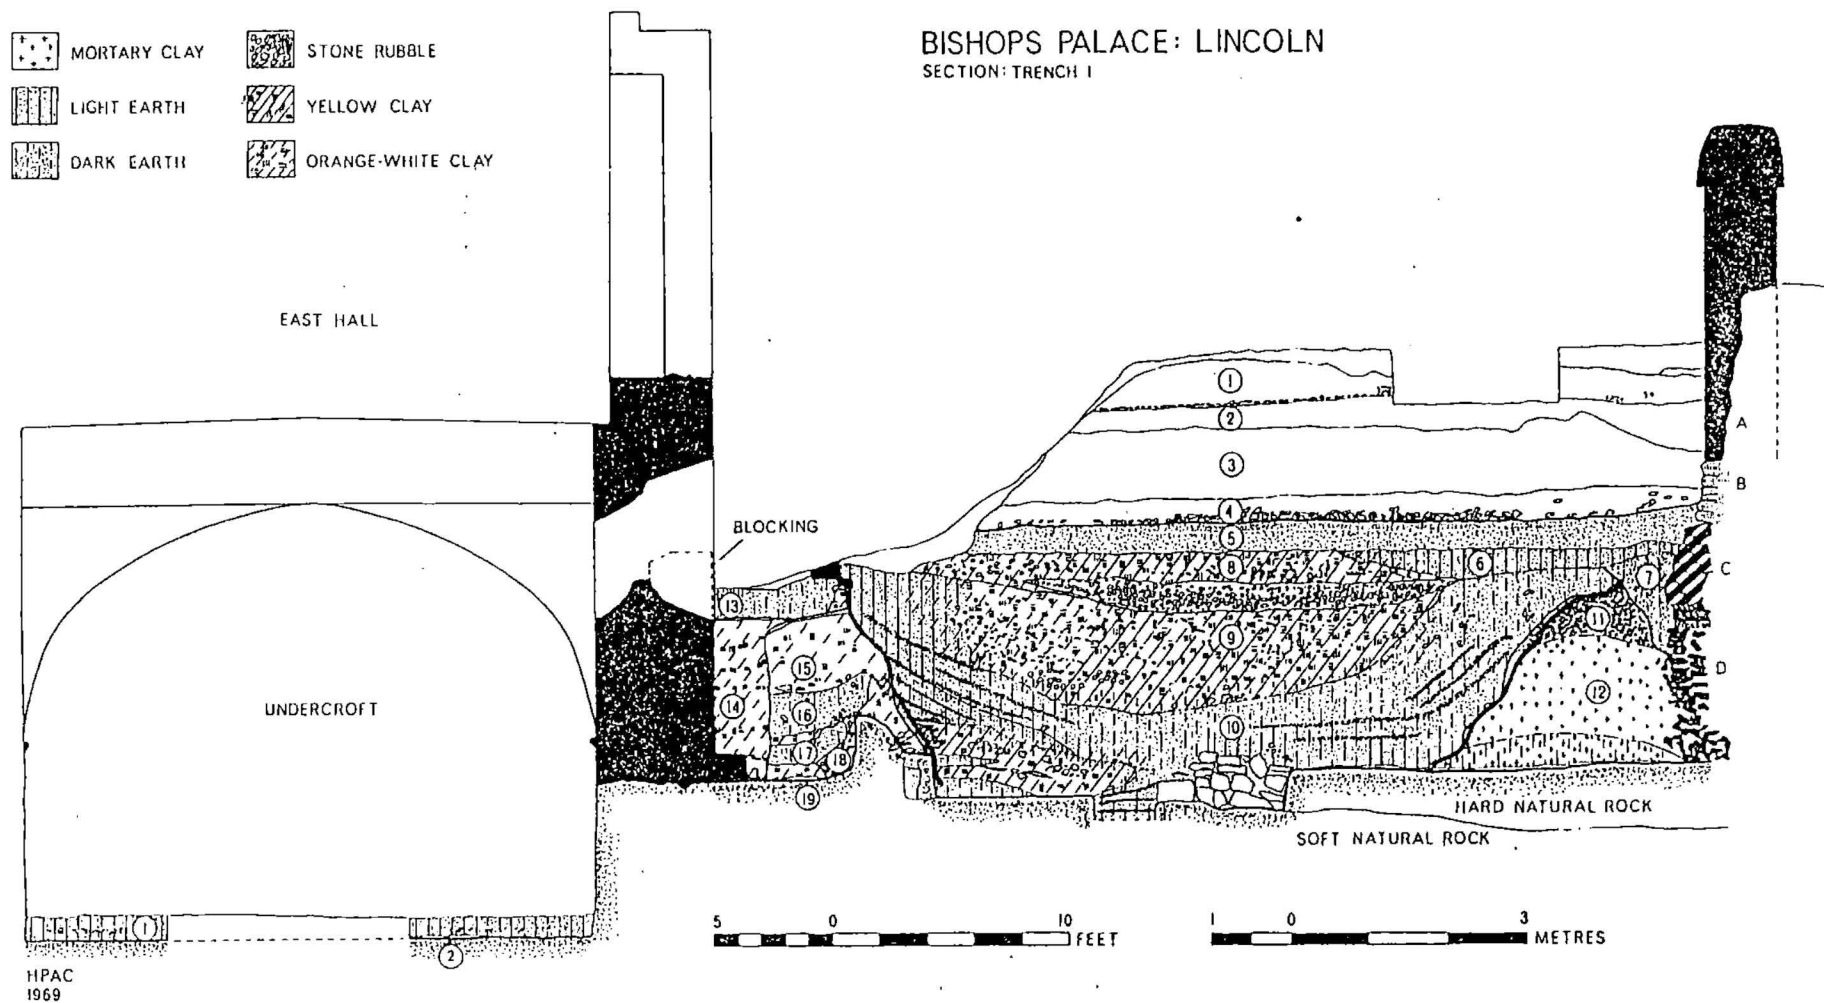 BISHOPS PALACE: LINCOLN
SECTION: TRENCH 1
MORTARY CLAY
STONE RUBBLE
LIGHT EARTH
YELLOW CLAY
DARK EARTH
ORANGE-WHITE CLAY
EAST HALL
1
2
A
3
B
4
BLOCKING
5
8
6
7
C
13
11
9
15
D
12
14
16
10
UNDERCROFT
17
18
19
HARD NATURAL ROCK
SOFT NATURAL ROCK
1
2
5 0 10
FEET
1 0 3
METRES
HPAC
1969